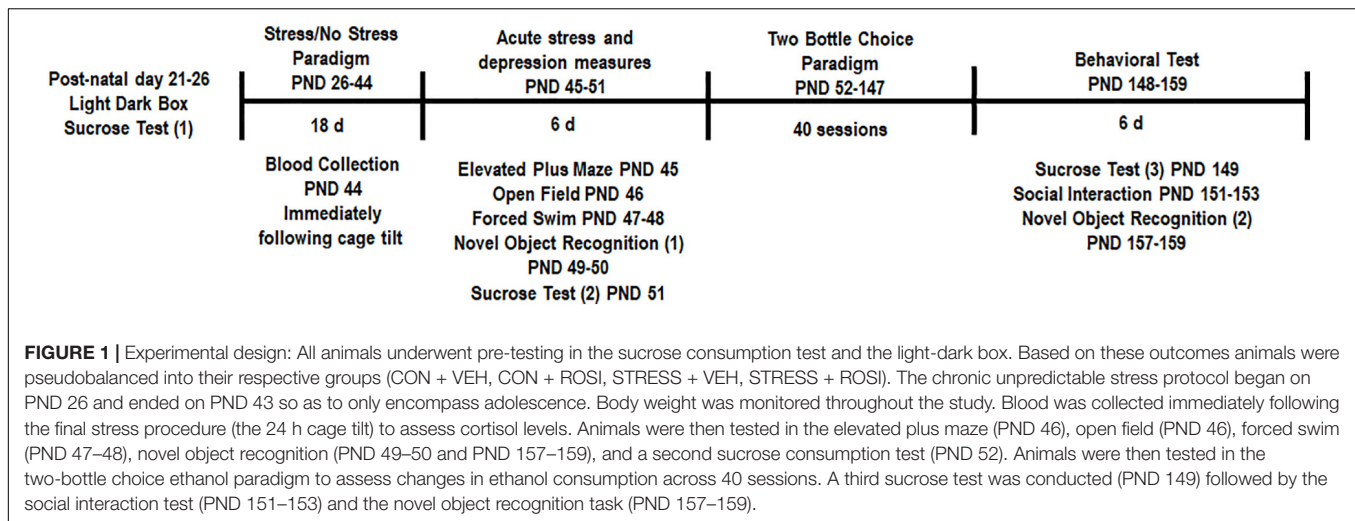 Post-natal day 21-26
Light Dark Box
Sucrose Test (1)
Stress/No Stress
Paradigm
PND 26-44
18 d
Blood Collection
PND 44
Immediately
following cage tilt
Acute stress and
depression measures
PND 45-51
6 d
Elevated Plus Maze PND 45
Open Field PND 46
Forced Swim PND 47-48
Novel Object Recognition (1)
PND 49-50
Sucrose Test (2) PND 51
Two Bottle Choice
Paradigm
PND 52-147
40 sessions
Behavioral Test
PND 148-159
6 d
Sucrose Test (3) PND 149
Social Interaction PND 151-153
Novel Object Recognition (2)
PND 157-159
FIGURE 1 | Experimental design: All animals underwent pre-testing in the sucrose consumption test and the light-dark box. Based on these outcomes animals were
pseudobalanced into their respective groups (CON + VEH, CON + ROSI, STRESS + VEH, STRESS + ROSI). The chronic unpredictable stress protocol began on
PND 26 and ended on PND 43 so as to only encompass adolescence. Body weight was monitored throughout the study. Blood was collected immediately following
the final stress procedure (the 24 h cage tilt) to assess cortisol levels. Animals were then tested in the elevated plus maze (PND 46), open field (PND 46), forced swim
(PND 47–48), novel object recognition (PND 49–50 and PND 157–159), and a second sucrose consumption test (PND 52). Animals were then tested in the
two-bottle choice ethanol paradigm to assess changes in ethanol consumption across 40 sessions. A third sucrose test was conducted (PND 149) followed by the
social interaction test (PND 151–153) and the novel object recognition task (PND 157–159).